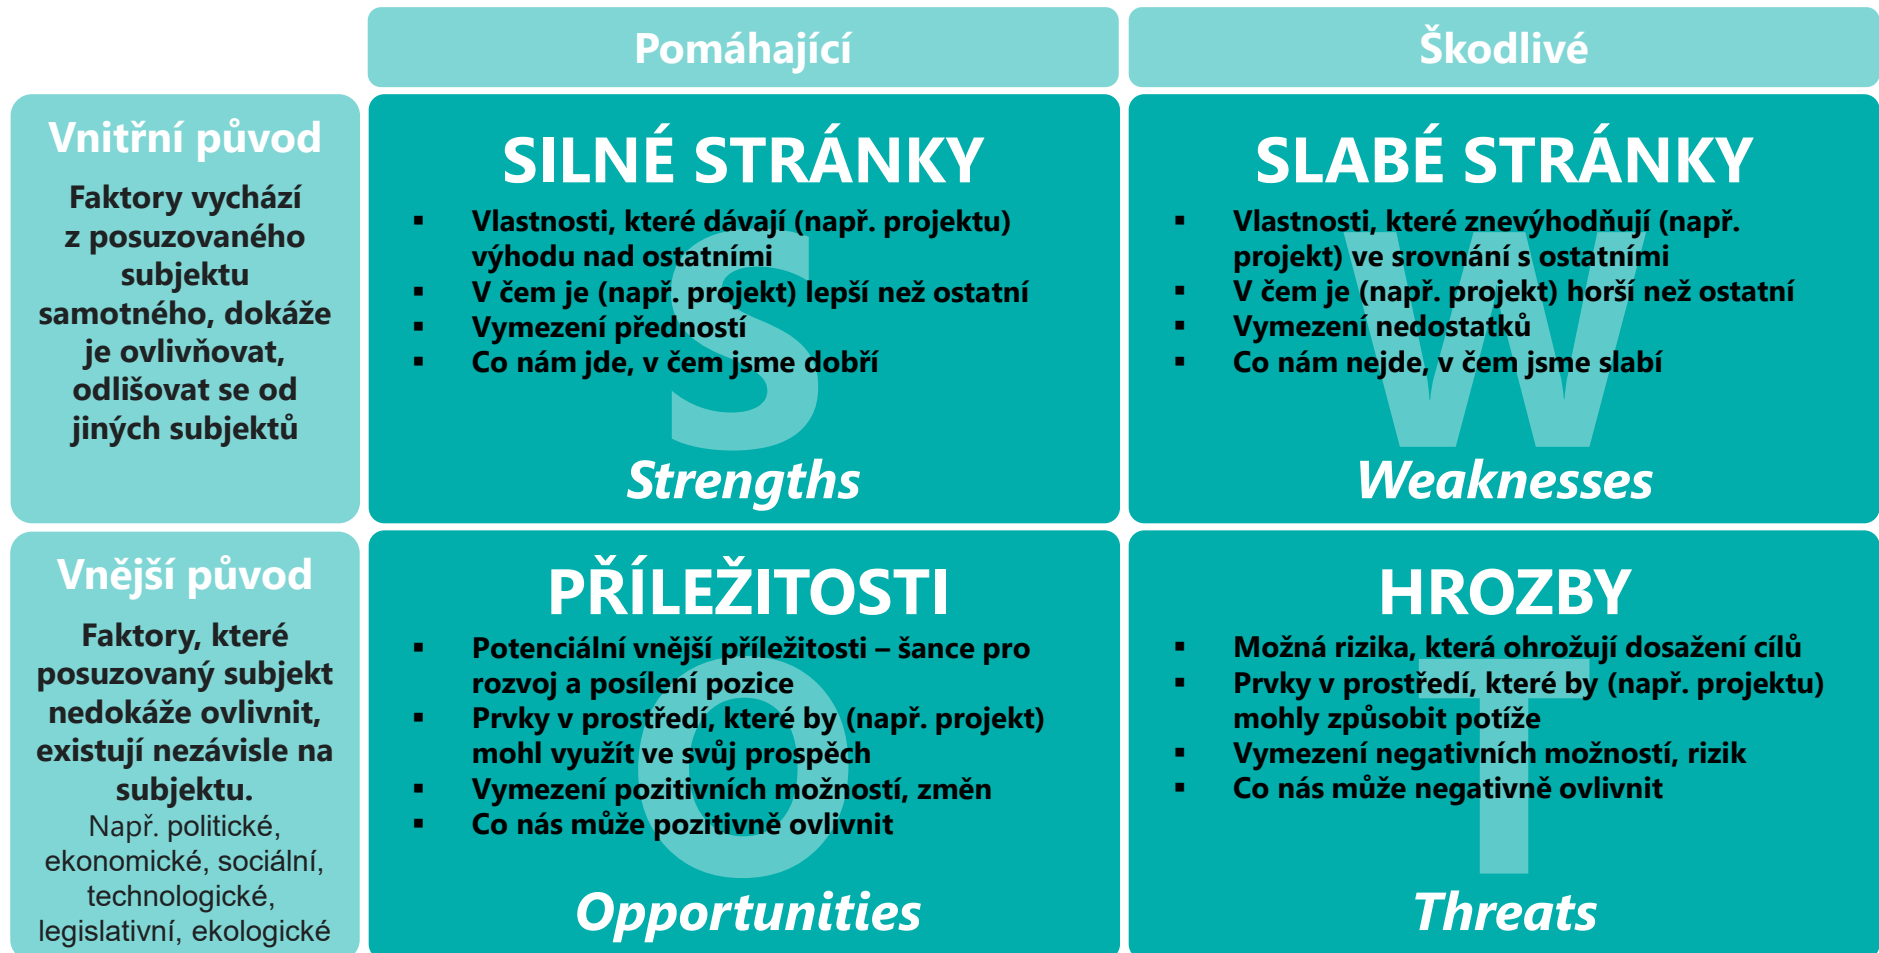 Pomáhající
Škodlivé
Vnitřní původ
Faktory vychází
z posuzovaného
subjektu
samotného, dokáže
je ovlivňovat,
odlišovat se od
jiných subjektů
SILNÉ STRÁNKY
▪ Vlastnosti, které dávají (např. projektu)
výhodu nad ostatními
▪ V čem je (např. projekt) lepší než ostatní
▪ Vymezení předností
▪ Co nám jde, v čem jsme dobří
S
Strengths
SLABÉ STRÁNKY
▪ Vlastnosti, které znevýhodňují (např.
projekt) ve srovnání s ostatními
▪ V čem je (např. projekt) horší než ostatní
▪ Vymezení nedostatků
▪ Co nám nejde, v čem jsme slabí
W
Weaknesses
Vnější původ
Faktory, které
posuzovaný subjekt
nedokáže ovlivnit,
existují nezávisle na
subjektu.
Např. politické,
ekonomické, sociální,
technologické,
legislativní, ekologické
PŘÍLEŽITOSTI
▪ Potenciální vnější příležitosti – šance pro
rozvoj a posílení pozice
▪ Prvky v prostředí, které by (např. projekt)
mohl využít ve svůj prospěch
▪ Vymezení pozitivních možností, změn
▪ Co nás může pozitivně ovlivnit
O
Opportunities
HROZBY
▪ Možná rizika, která ohrožují dosažení cílů
▪ Prvky v prostředí, které by (např. projektu)
mohly způsobit potíže
▪ Vymezení negativních možností, rizik
▪ Co nás může negativně ovlivnit
T
Threats